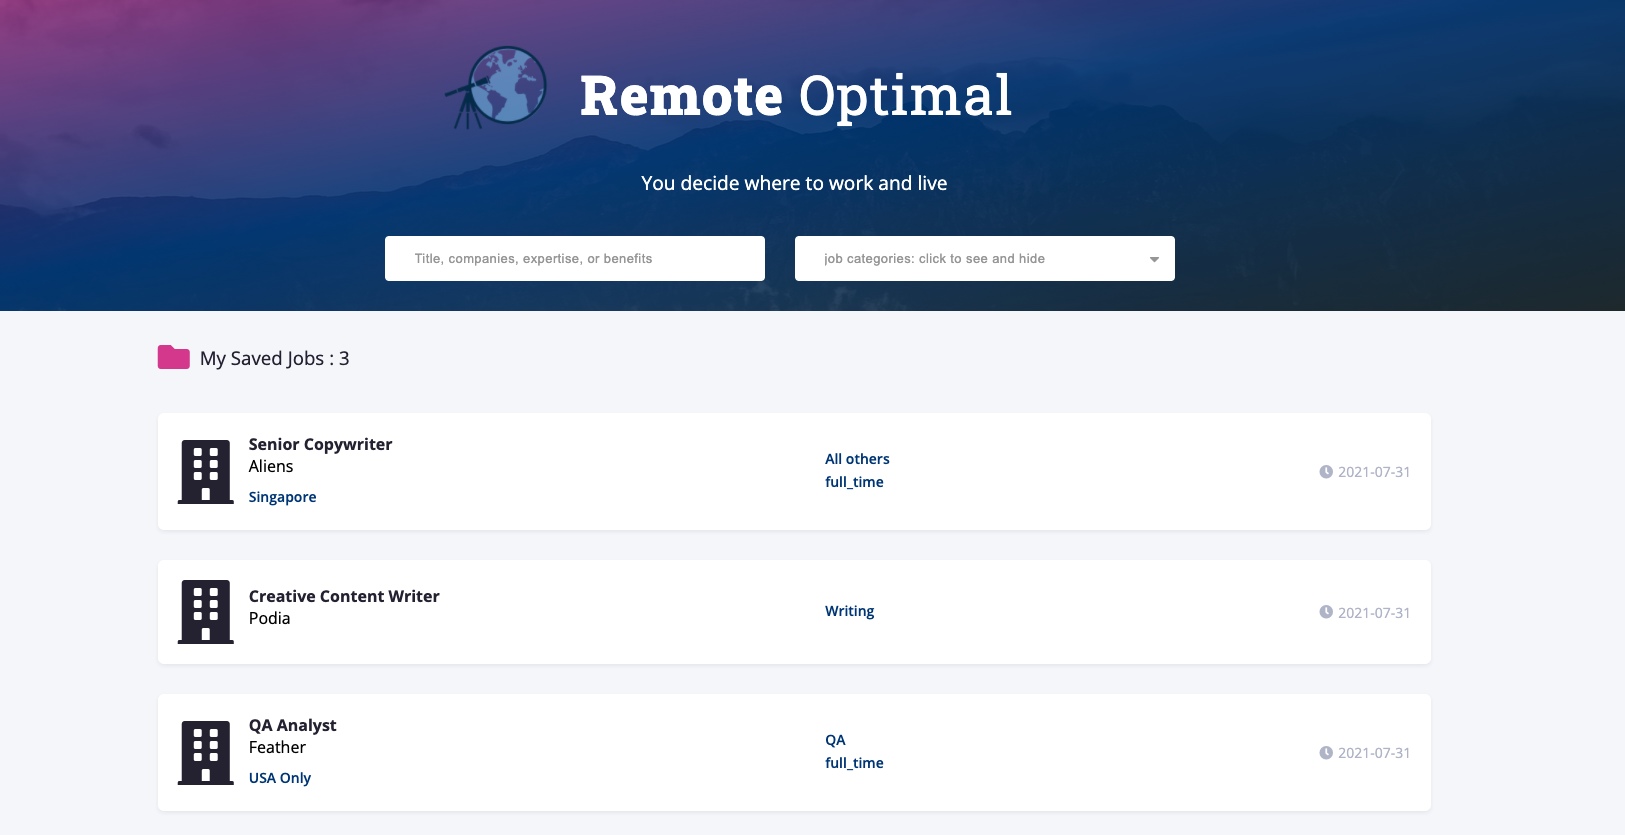 Remote Optimal
You decide where to work and live
Title, companies, expertise, or benefits
job categories: click to see and hide
My Saved Jobs : 3
Senior Copywriter
Aliens
Singapore
All others
full_time
2021-07-31
Creative Content Writer
Podia
Writing
2021-07-31
QA Analyst
Feather
USA Only
QA
full_time
2021-07-31